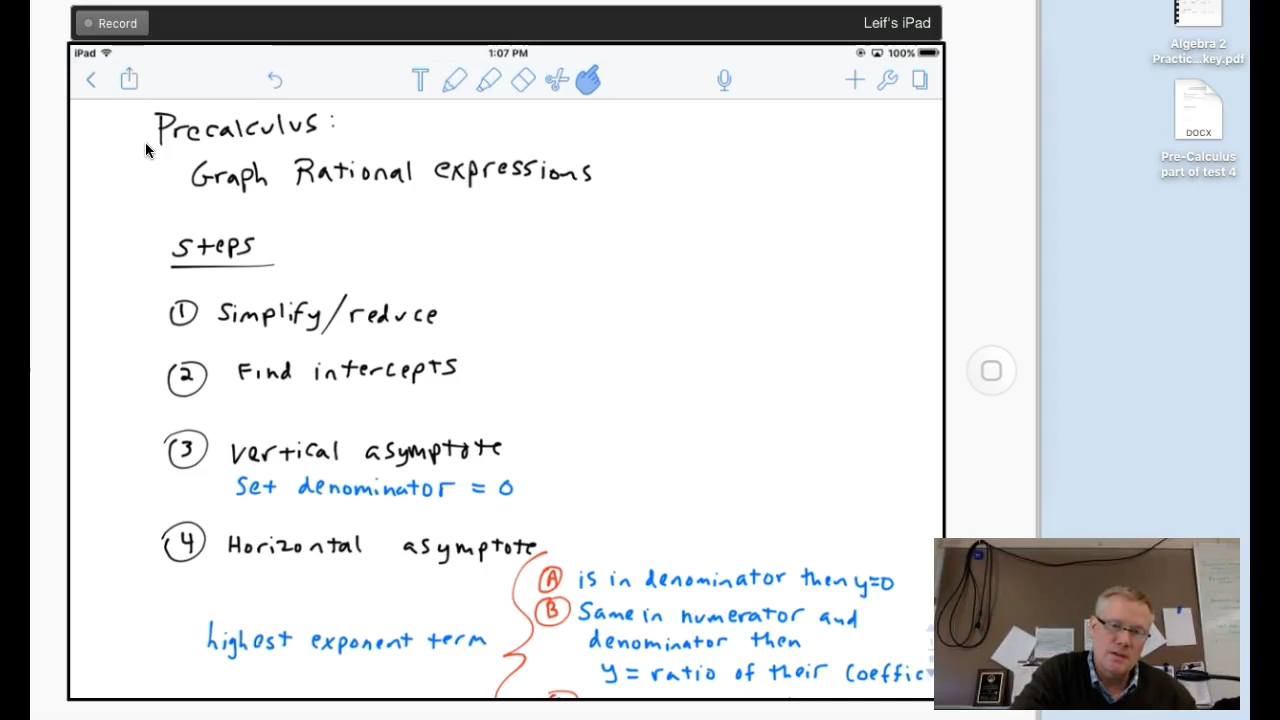 Record
Leif's iPad
iPad
1:07 PM
100%
T
Precalculus:
Graph Rational expressions
steps
① Simplify/reduce
② Find intercepts
③ vertical asymptote
Set denominator = 0
④ Horizontal asymptote
highest exponent term
Ⓐ is in denominator then y=0
Ⓑ Same in numerator and
denominator then
y = ratio of their coeffic
Algebra 2
Practic...key.pdf
DOCX
Pre-Calculus
part of test 4